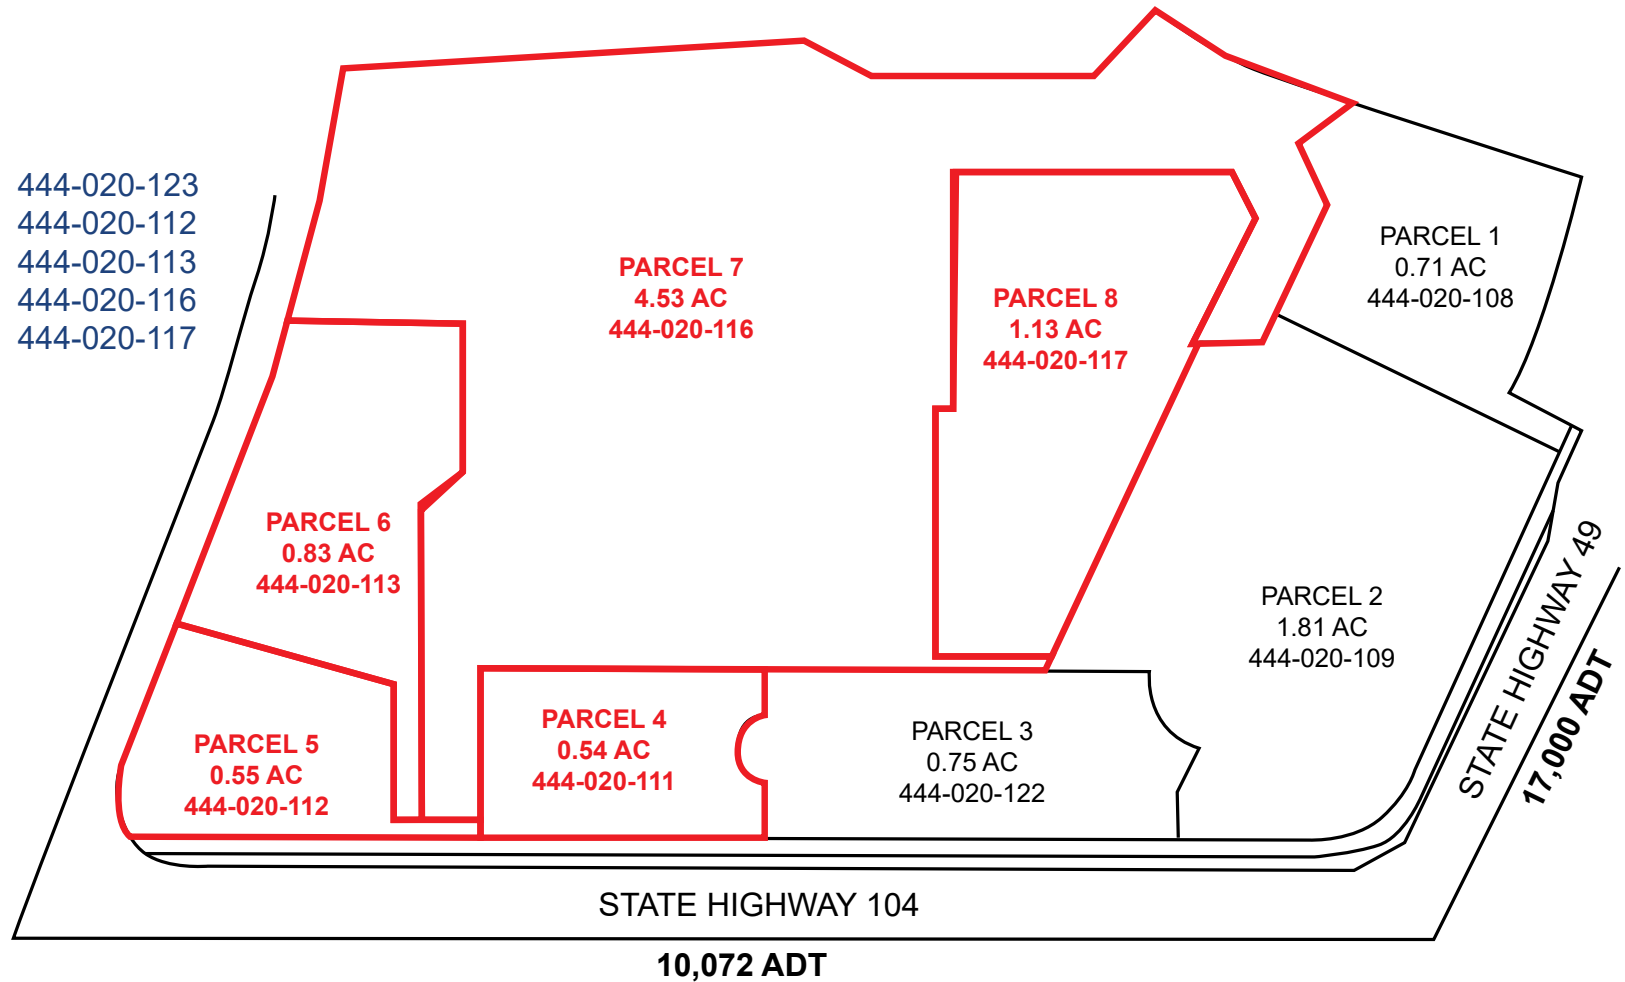 444-020-123
444-020-112
444-020-113
444-020-116
444-020-117
PARCEL 7
4.53 AC
444-020-116
PARCEL 8
1.13 AC
444-020-117
PARCEL 1
0.71 AC
444-020-108
PARCEL 6
0.83 AC
444-020-113
PARCEL 2
1.81 AC
444-020-109
PARCEL 5
0.55 AC
444-020-112
PARCEL 4
0.54 AC
444-020-111
PARCEL 3
0.75 AC
444-020-122
STATE HIGHWAY 49
17,000 ADT
STATE HIGHWAY 104
10,072 ADT